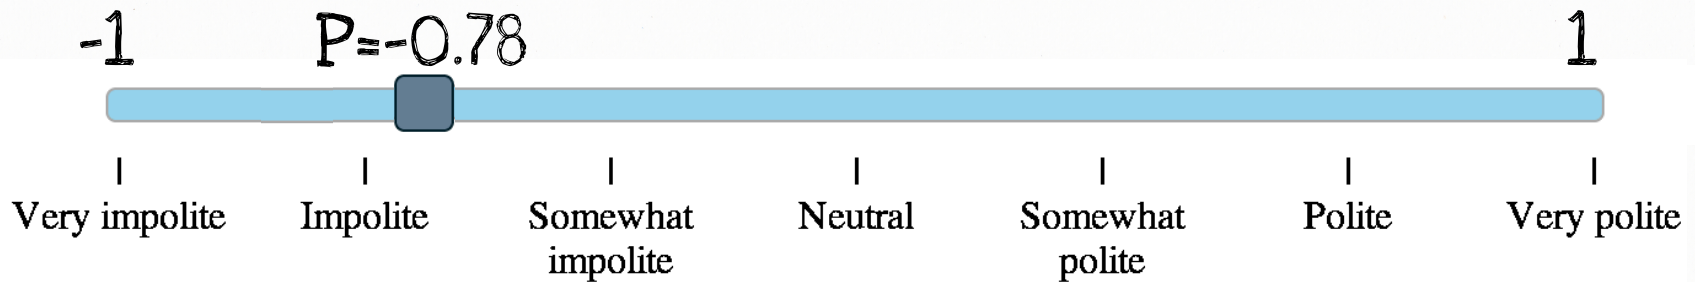 -1 P=-0.78 1
Very impolite Impolite Somewhat Neutral Somewhat Polite Very polite
impolite polite